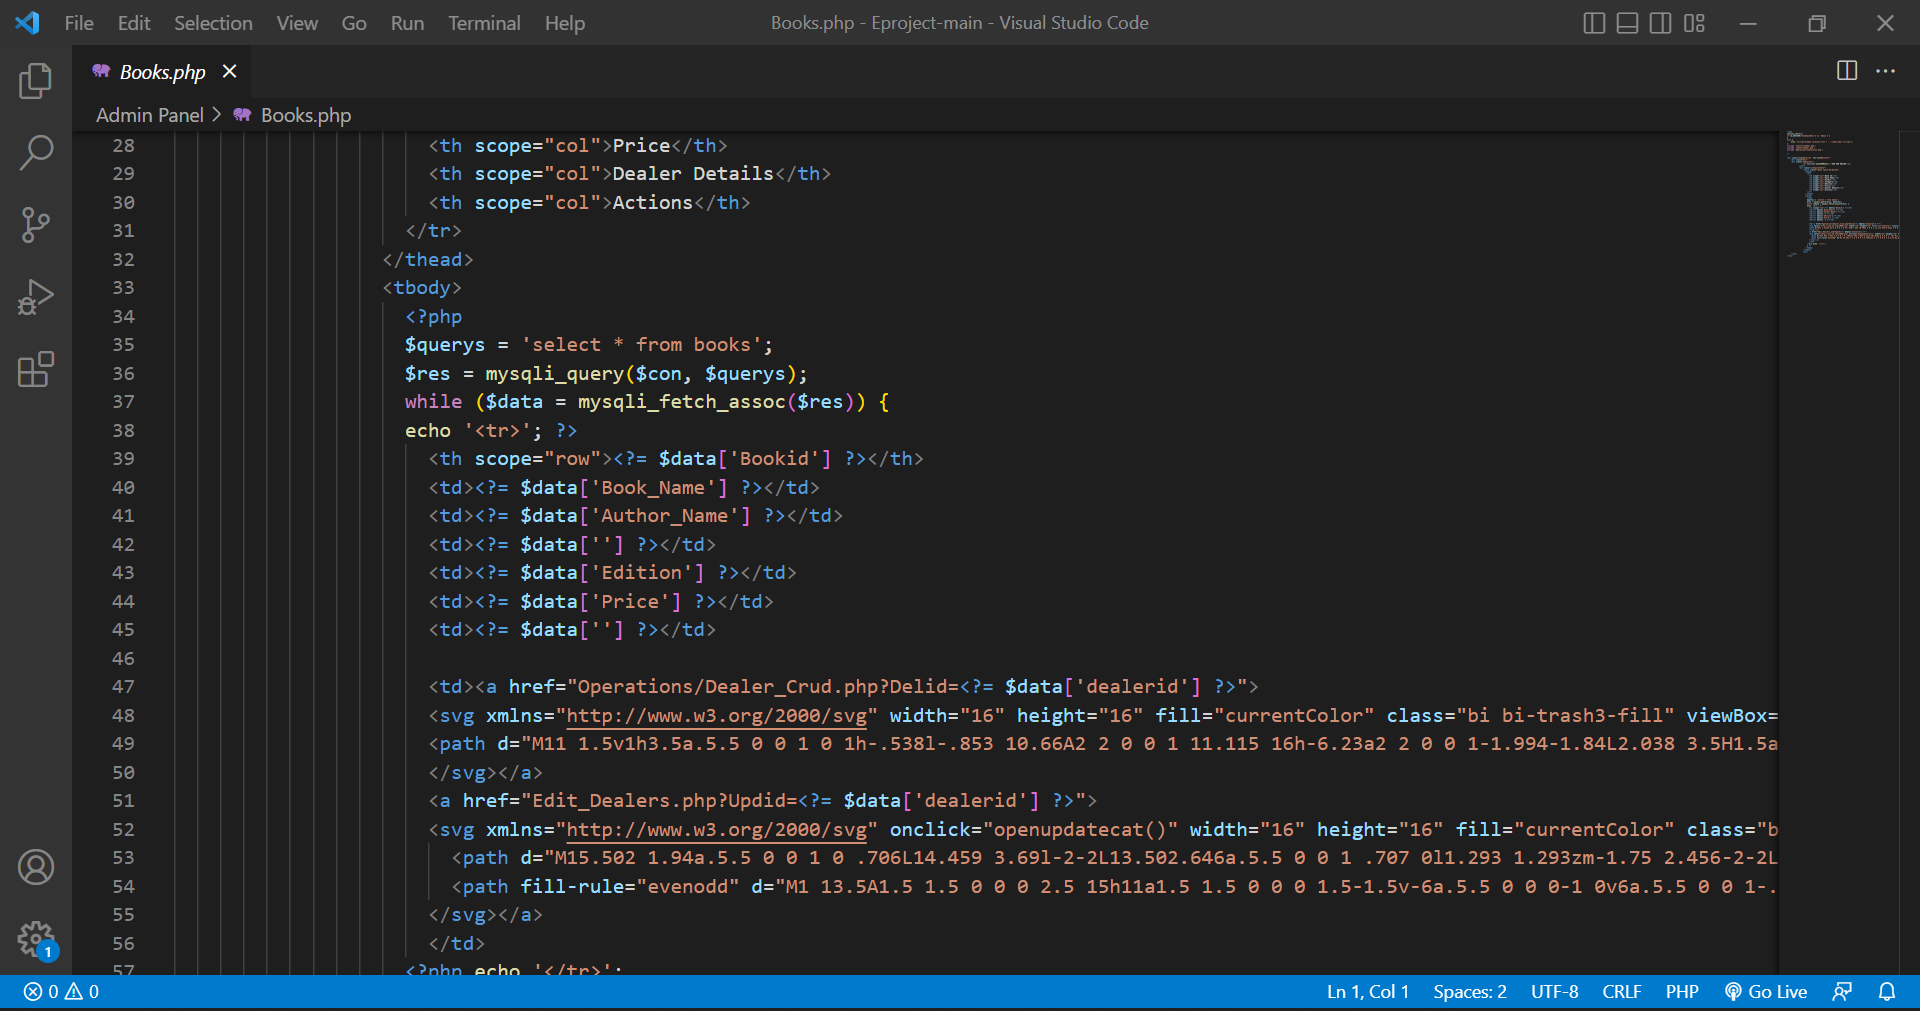 File Edit Selection View Go Run Terminal Help Books.php - Eproject-main - Visual Studio Code
Books.php
Admin Panel > Books.php
28 <th scope="col">Price</th>
29 <th scope="col">Dealer Details</th>
30 <th scope="col">Actions</th>
31 </tr>
32 </thead>
33 <tbody>
34 <?php
35 $querys = 'select * from books';
36 $res = mysqli_query($con, $querys);
37 while ($data = mysqli_fetch_assoc($res)) {
38 echo '<tr>'; ?>
39 <th scope="row"><?= $data['Bookid'] ?></th>
40 <td><?= $data['Book_Name'] ?></td>
41 <td><?= $data['Author_Name'] ?></td>
42 <td><?= $data[''] ?></td>
43 <td><?= $data['Edition'] ?></td>
44 <td><?= $data['Price'] ?></td>
45 <td><?= $data[''] ?></td>
46
47 <td><a href="Operations/Dealer_Crud.php?Delid=<?= $data['dealerid'] ?>">
48 <svg xmlns="http://www.w3.org/2000/svg" width="16" height="16" fill="currentColor" class="bi bi-trash3-fill" viewBox=
49 <path d="M11 1.5v1h3.5a.5.5 0 0 1 0 1h-.538l-.853 10.66A2 2 0 0 1 11.115 16h-6.23a2 2 0 0 1-1.994-1.84L2.038 3.5H1.5a
50 </svg></a>
51 <a href="Edit_Dealers.php?Updid=<?= $data['dealerid'] ?>">
52 <svg xmlns="http://www.w3.org/2000/svg" onclick="openupdatecat()" width="16" height="16" fill="currentColor" class="b
53 <path d="M15.502 1.94a.5.5 0 0 1 0 .706L14.459 3.69l-2-2L13.502.646a.5.5 0 0 1 .707 0l1.293 1.293zm-1.75 2.456-2-2L
54 <path fill-rule="evenodd" d="M1 13.5A1.5 1.5 0 0 0 2.5 15h11a1.5 1.5 0 0 0 1.5-1.5v-6a.5.5 0 0 0-1 0v6a.5.5 0 0 1-.
55 </svg></a>
56 </td>
57 <?php echo '</tr>';
1
0 0 Ln 1, Col 1 Spaces: 2 UTF-8 CRLF PHP Go Live